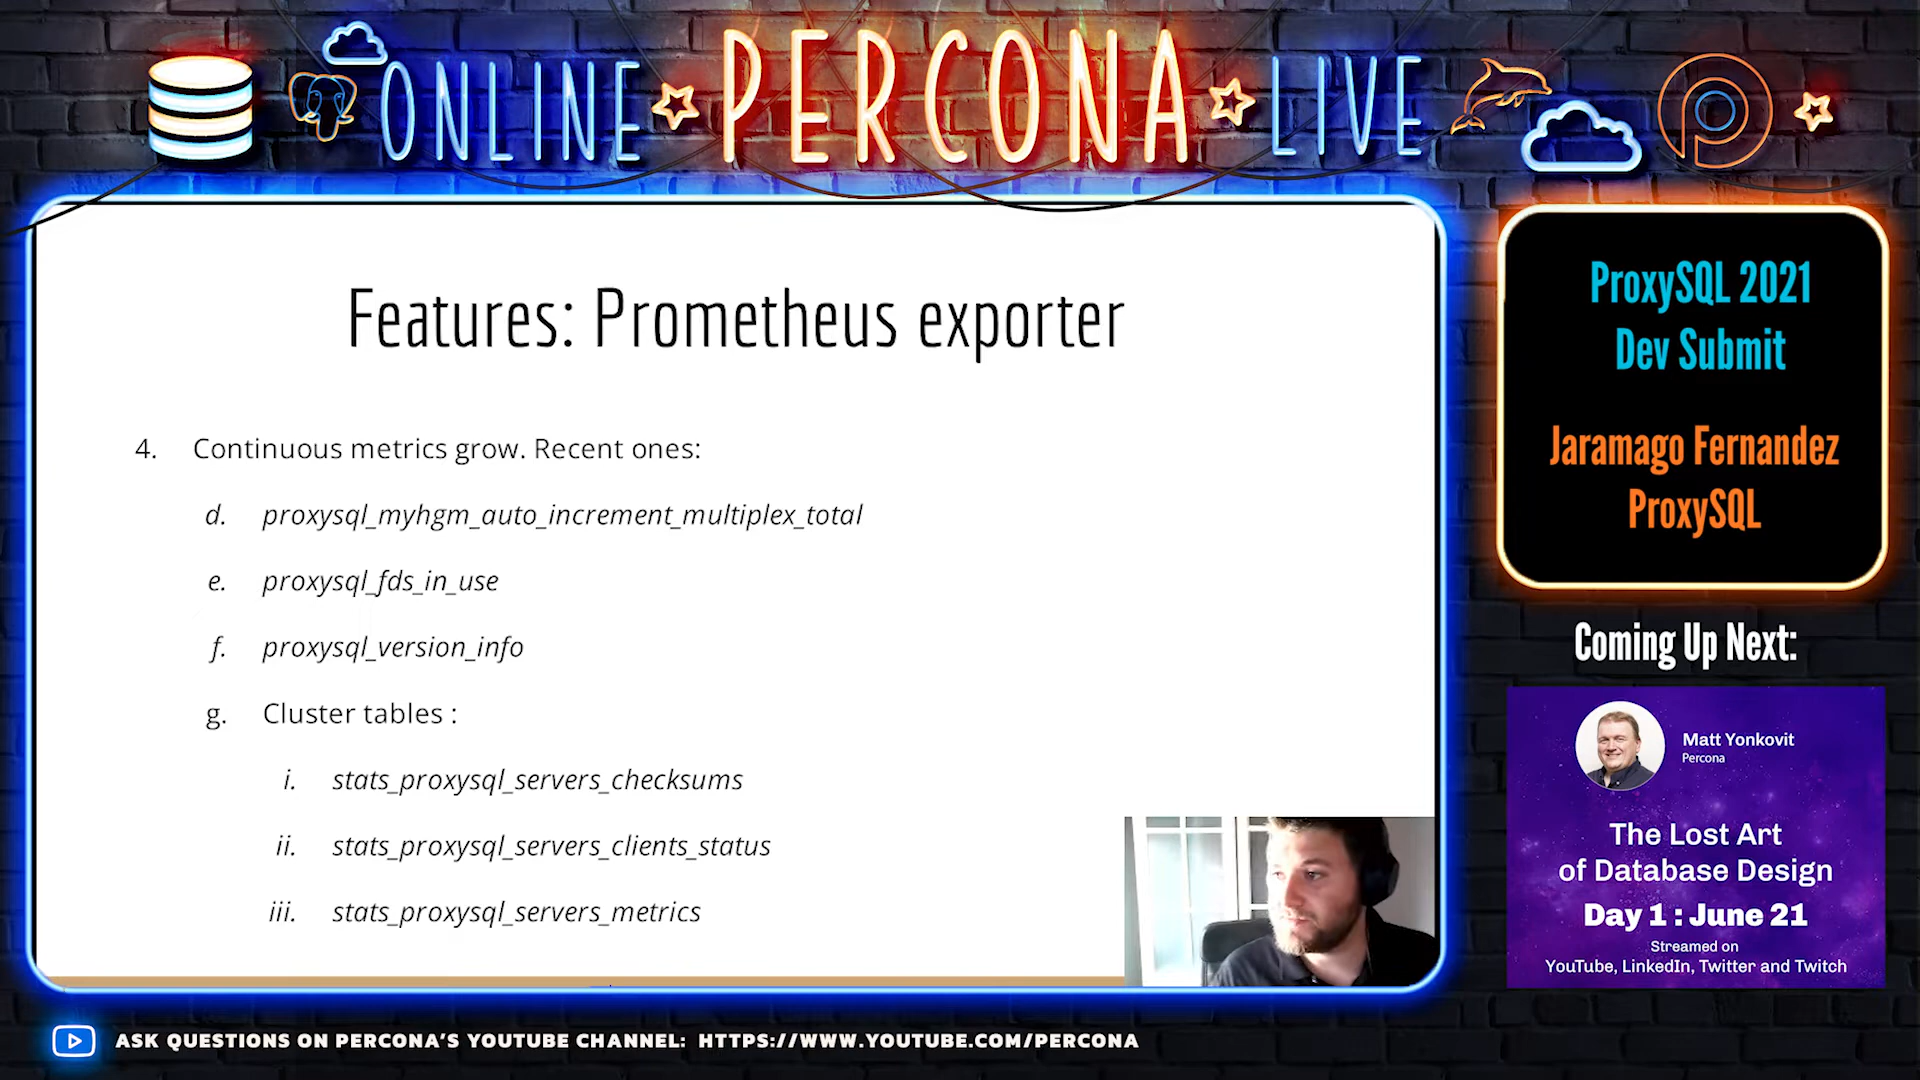 ONLINE PERCONA LIVE
Features: Prometheus exporter
4. Continuous metrics grow. Recent ones:
d. proxysql_myhgm_auto_increment_multiplex_total
e. proxysql_fds_in_use
f. proxysql_version_info
g. Cluster tables :
i. stats_proxysql_servers_checksums
ii. stats_proxysql_servers_clients_status
iii. stats_proxysql_servers_metrics
ProxySQL 2021
Dev Submit
Jaramago Fernandez
ProxySQL
Coming Up Next:
Matt Yonkovit
Percona
The Lost Art
of Database Design
Day 1 : June 21
Streamed on
YouTube, LinkedIn, Twitter and Twitch
ASK QUESTIONS ON PERCONA'S YOUTUBE CHANNEL: HTTPS://WWW.YOUTUBE.COM/PERCONA